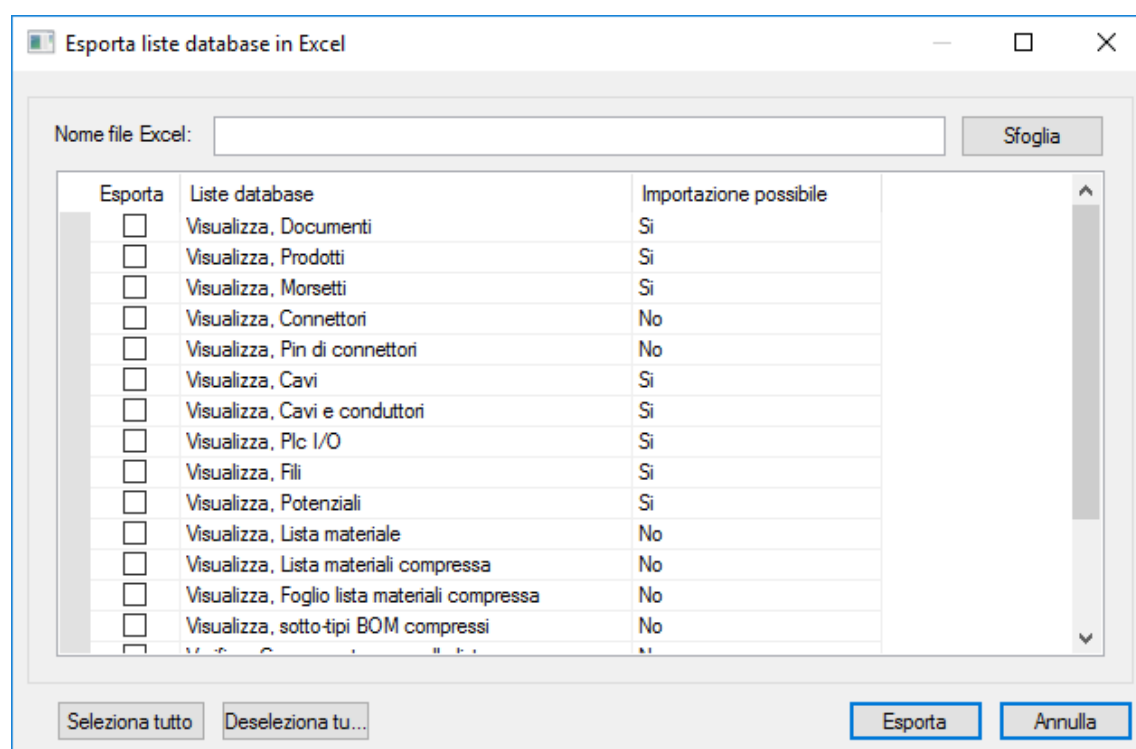 Esporta liste database in Excel
Nome file Excel: Sfoglia
Esporta Liste database Importazione possibile
Visualizza, Documenti Si
Visualizza, Prodotti Si
Visualizza, Morsetti Si
Visualizza, Connettori No
Visualizza, Pin di connettori No
Visualizza, Cavi Si
Visualizza, Cavi e conduttori Si
Visualizza, Plc I/O Si
Visualizza, Fili Si
Visualizza, Potenziali Si
Visualizza, Lista materiale No
Visualizza, Lista materiali compressa No
Visualizza, Foglio lista materiali compressa No
Visualizza, sotto-tipi BOM compressi No
Seleziona tutto Deseleziona tu... Esporta Annulla